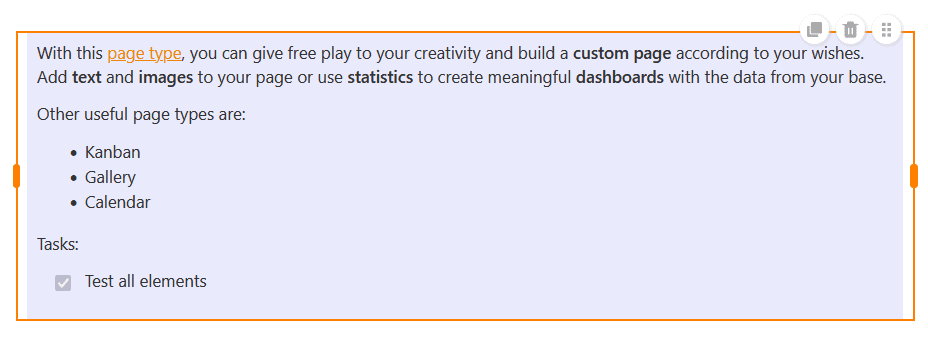 With this page type, you can give free play to your creativity and build a custom page according to your wishes.
Add text and images to your page or use statistics to create meaningful dashboards with the data from your base.
Other useful page types are:
• Kanban
• Gallery
• Calendar
Tasks:
Test all elements